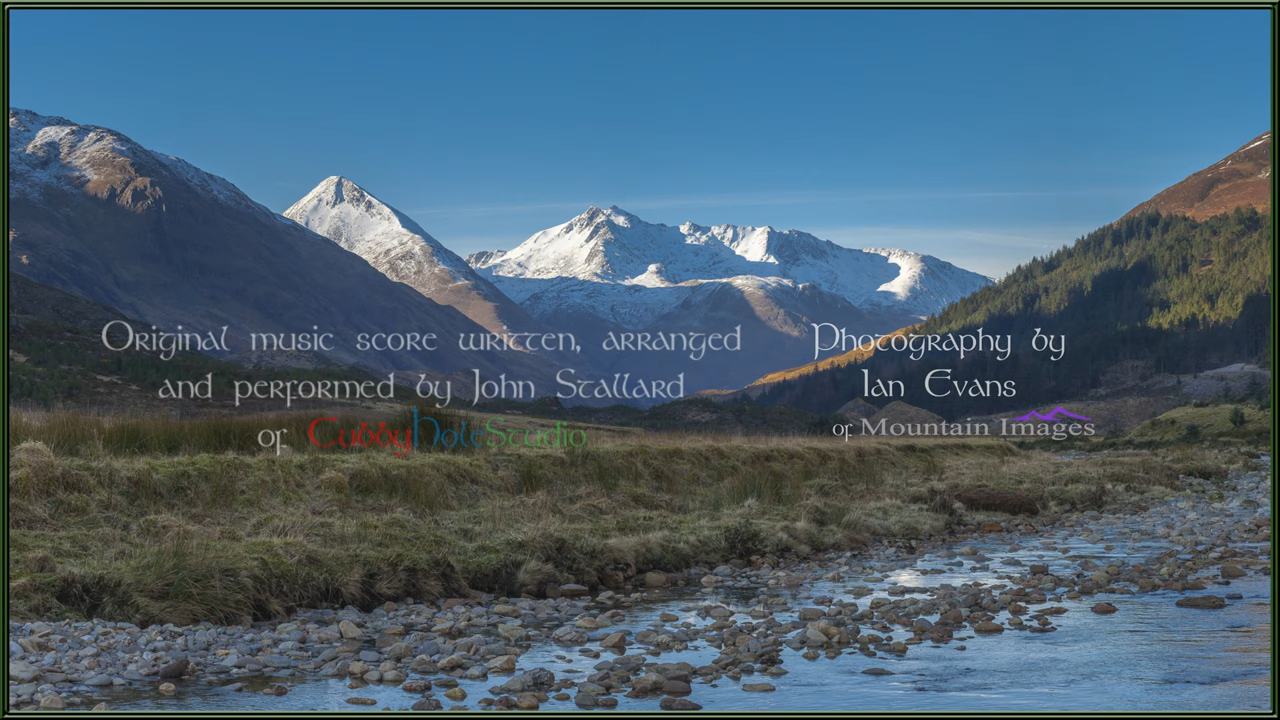 Original music score written, arranged
and performed by John Stallard
of CubbyHoleStudio
Photography by
Ian Evans
of Mountain Images